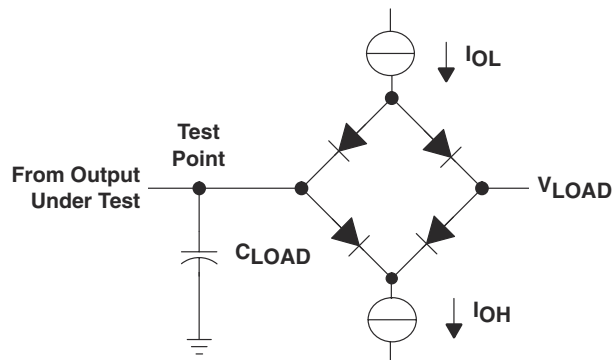 IOL
Test
Point
From Output
Under Test
VLOAD
CLOAD
IOH